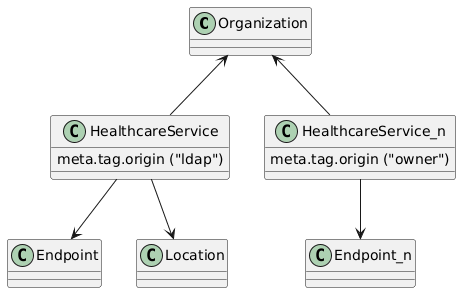 C Organization
C HealthcareService
meta.tag.origin ("ldap")
C HealthcareService_n
meta.tag.origin ("owner")
C Endpoint
C Location
C Endpoint_n